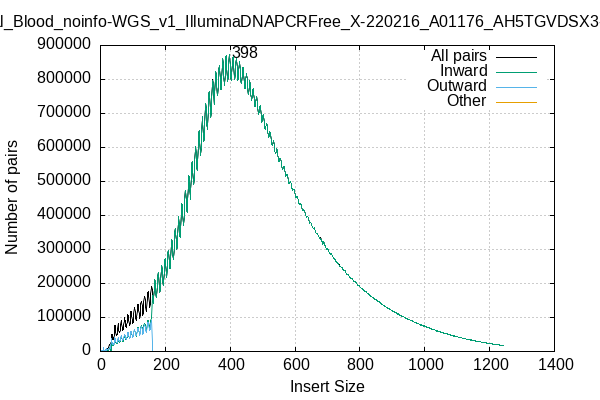 _Blood_noinfo-WGS_v1_IlluminaDNAPCRFree_X-220216_A01176_AH5TGVDSX3
398
All pairs
Inward
Outward
Other
900000
800000
700000
600000
500000
400000
300000
200000
100000
0
Number of pairs
0 200 400 600 800 1000 1200 1400
Insert Size